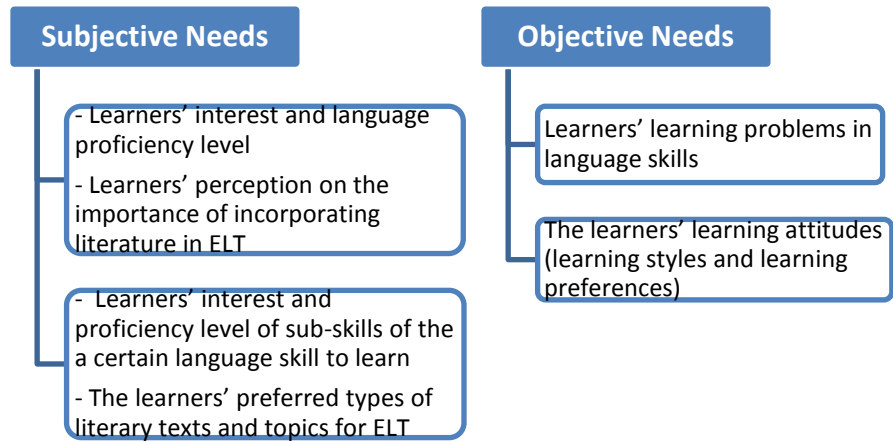 Subjective Needs
- Learners’ interest and language
proficiency level
- Learners’ perception on the
importance of incorporating
literature in ELT
- Learners’ interest and
proficiency level of sub-skills of the
a certain language skill to learn
- The learners’ preferred types of
literary texts and topics for ELT
Objective Needs
Learners’ learning problems in
language skills
The learners’ learning attitudes
(learning styles and learning
preferences)